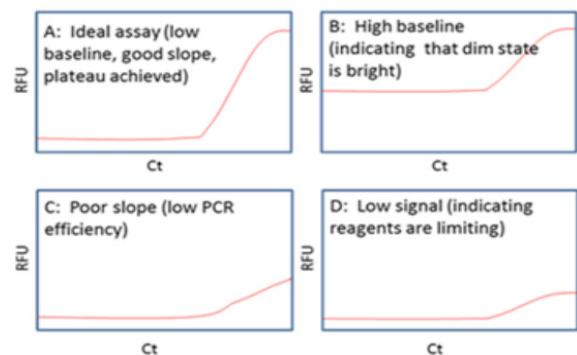 A: Ideal assay (low
baseline, good slope,
plateau achieved)
RFU
Ct
B: High baseline
(indicating that dim state
is bright)
RFU
Ct
C: Poor slope (low PCR
efficiency)
RFU
Ct
D: Low signal (indicating
reagents are limiting)
RFU
Ct